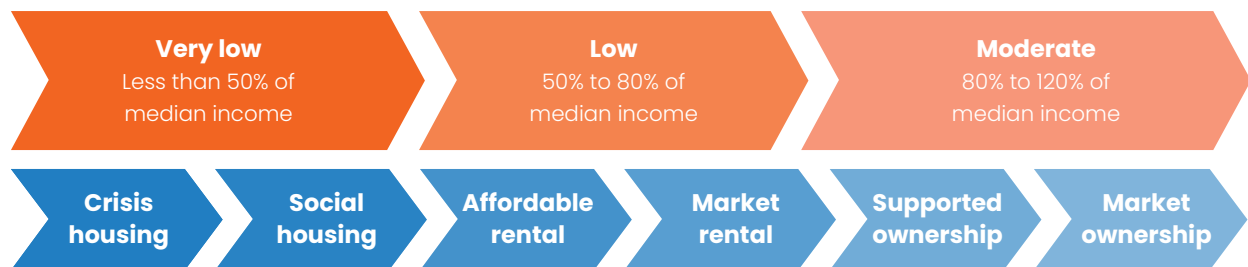 Very low
Less than 50% of
median income
Low
50% to 80% of
median income
Moderate
80% to 120% of
median income
Crisis
housing
Social
housing
Affordable
rental
Market
rental
Supported
ownership
Market
ownership